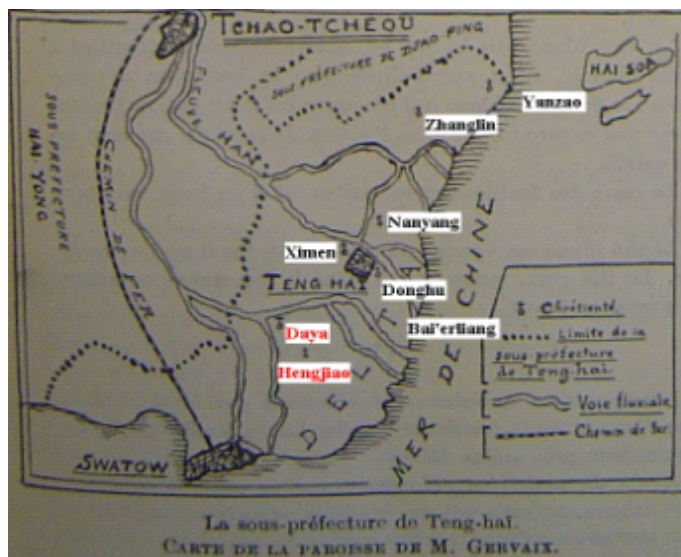 TCHAO-TCHEOU
SOUS PRÉFECTURE DE DJAO-PING
HAI SOA
Yanzao
Zhanglin
FLEUVE HAN
SOUS PRÉFECTURE
HAI YONG
CHEMIN DE FER
Nanyang
Ximen
TENG HAI
Donghu
Bai'erliang
Daya
Hengjiao
DELTA
MER DE CHINE
SWATOW
Chrétienté
Limite de la
sous-préfecture
de Teng-haï.
Voie fluviale
Chemin de fer
La sous-préfecture de Teng-haï.
CARTE DE LA PAROISSE DE M. GERVAIX.